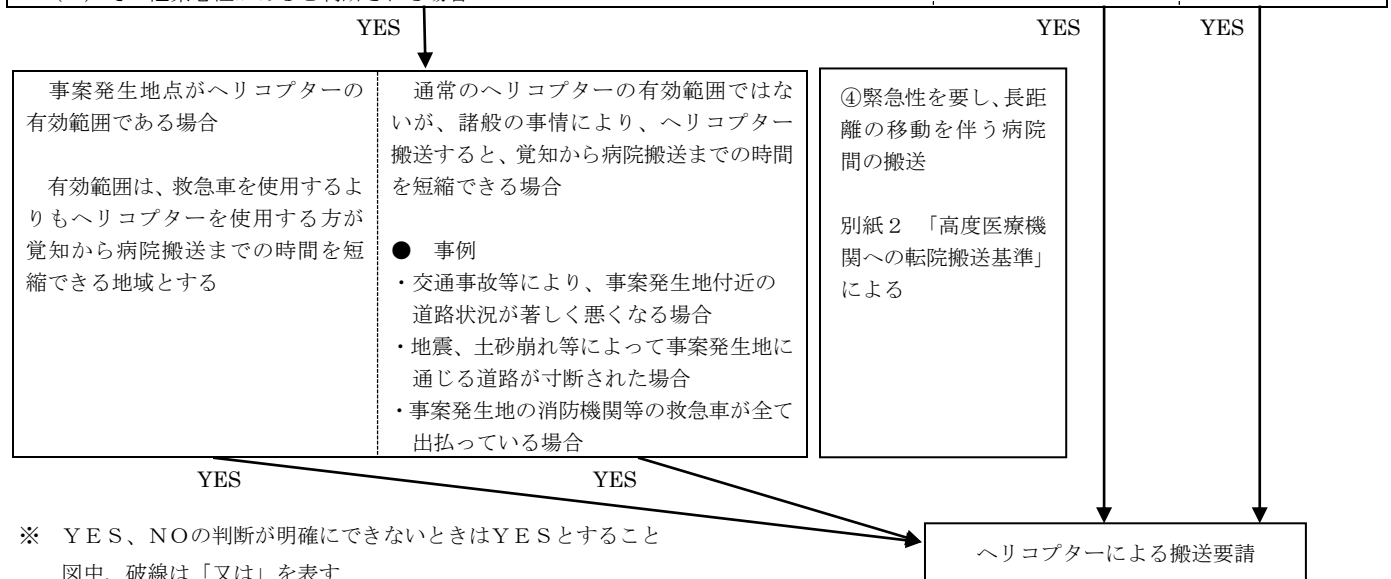 YES
YES
YES
事案発生地点がヘリコプターの
有効範囲である場合
有効範囲は、救急車を使用するよ
りもヘリコプターを使用する方が
覚知から病院搬送までの時間を短
縮できる地域とする
通常のヘリコプターの有効範囲ではな
いが、諸般の事情により、ヘリコプター
搬送すると、覚知から病院搬送までの時間
を短縮できる場合
● 事例
・交通事故等により、事案発生地付近の
道路状況が著しく悪くなる場合
・地震、土砂崩れ等によって事案発生地に
通じる道路が寸断された場合
・事案発生地の消防機関等の救急車が全て
出払っている場合
④緊急性を要し、長距
離の移動を伴う病院
間の搬送
別紙2 「高度医療機
関への転院搬送基準」
による
YES
YES
※ YES、NOの判断が明確にできないときはYESとすること
図中、破線は「又は」を表す
ヘリコプターによる搬送要請